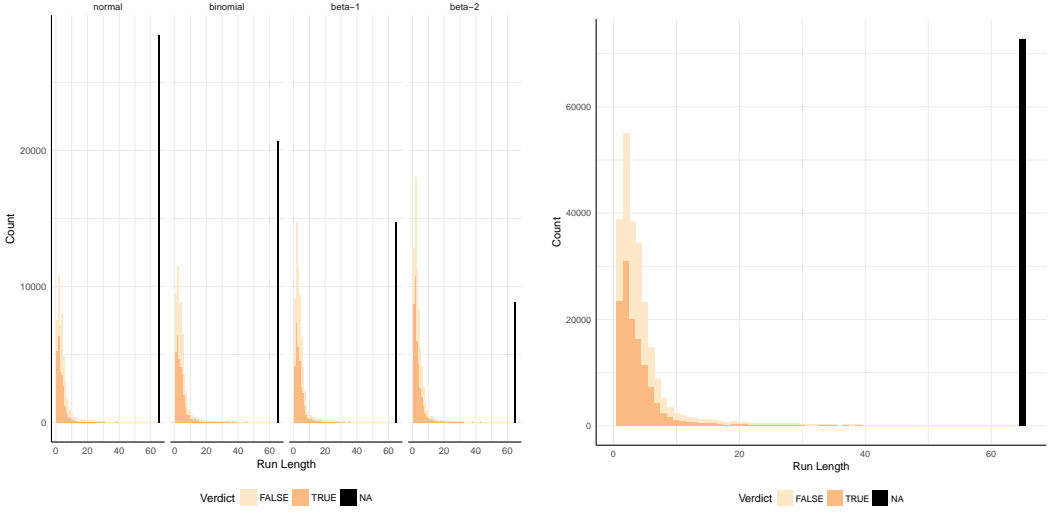 normal binomial beta−1 beta−2
20000
10000
0
Count
0 20 40 60 0 20 40 60 0 20 40 60 0 20 40 60
Run Length
Verdict FALSE TRUE NA
60000
40000
20000
0
Count
0 20 40 60
Run Length
Verdict FALSE TRUE NA